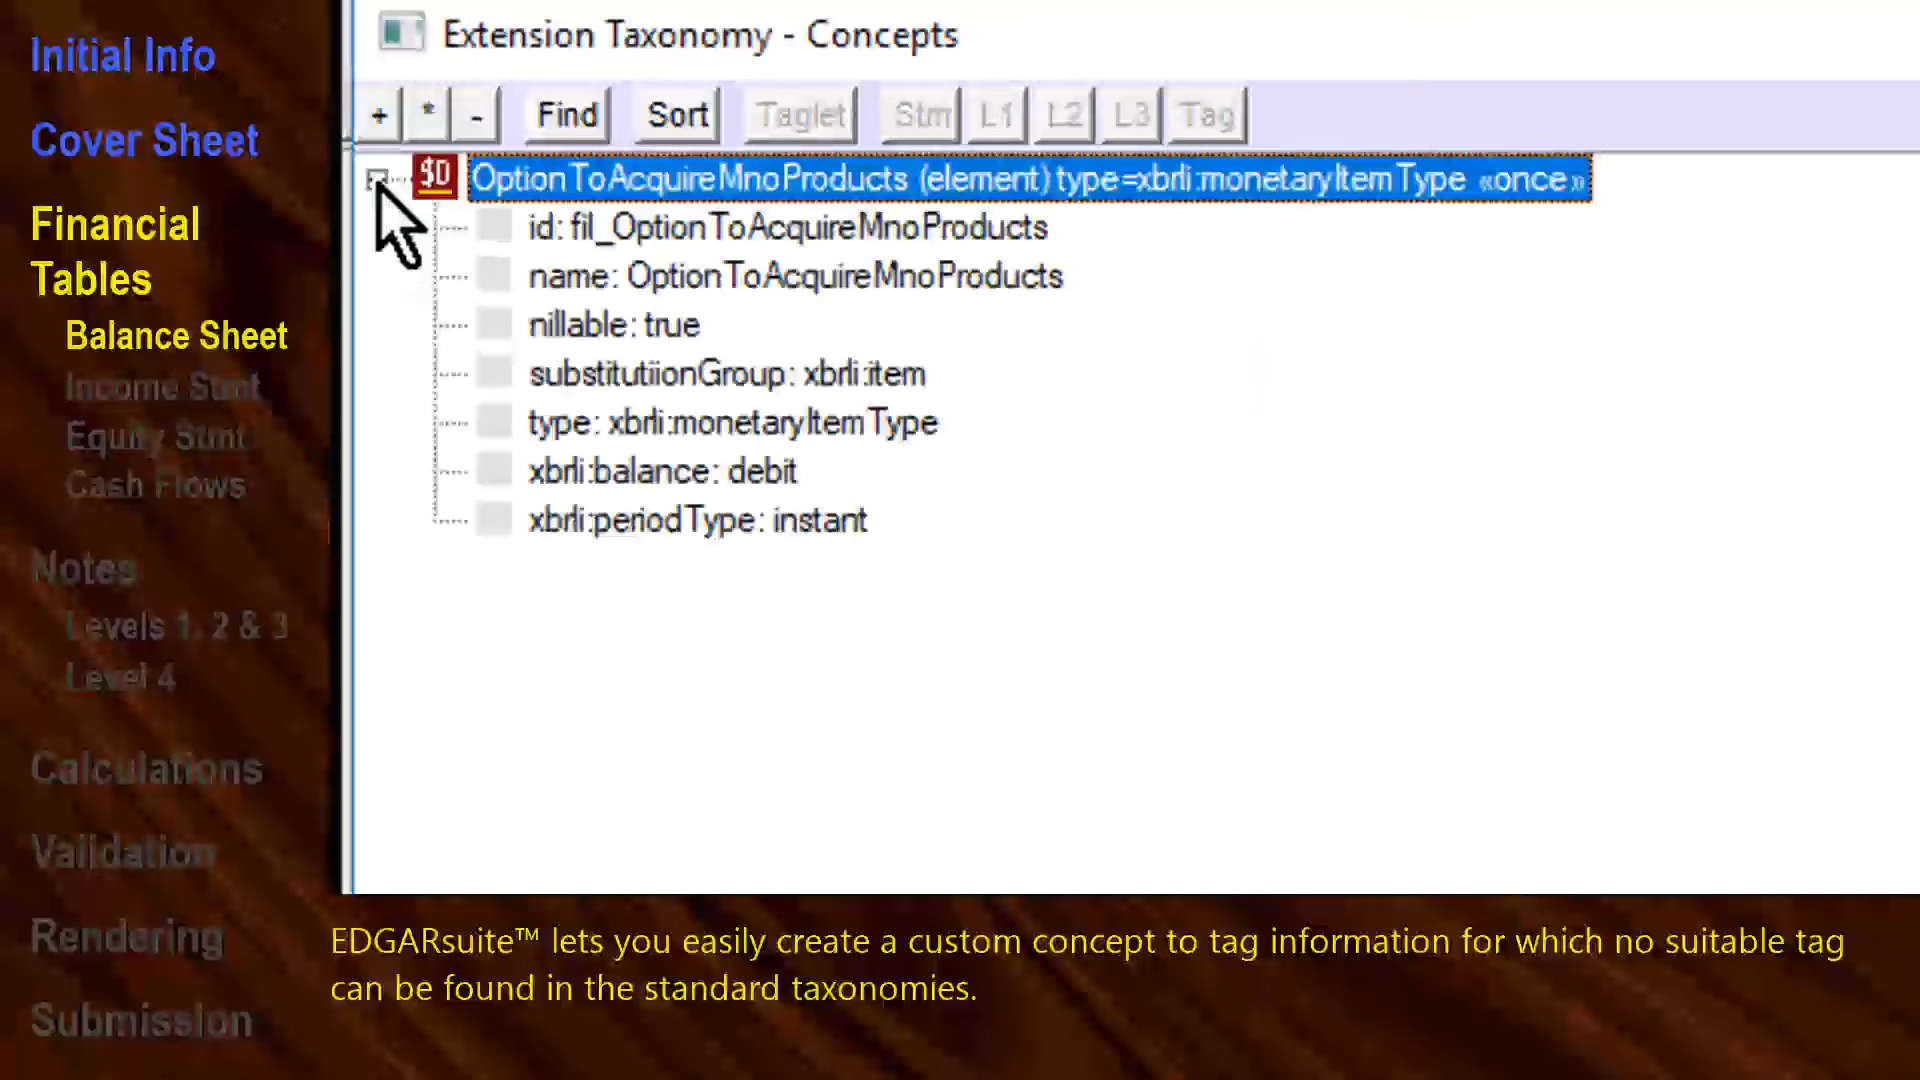 Initial Info
Cover Sheet
Financial
Tables
Balance Sheet
Income Stmt
Equity Stmt
Cash Flows
Notes
Levels 1, 2 & 3
Level 4
Calculations
Validation
Rendering
Submission
Extension Taxonomy - Concepts
+ * - Find Sort Taglet Stm L1 L2 L3 Tag
$D OptionToAcquireMnoProducts (element) type=xbrli:monetaryItemType «once»
id: fil_OptionToAcquireMnoProducts
name: OptionToAcquireMnoProducts
nillable: true
substitutiionGroup: xbrli:item
type: xbrli:monetaryItemType
xbrli:balance: debit
xbrli:periodType: instant
EDGARsuite™ lets you easily create a custom concept to tag information for which no suitable tag
can be found in the standard taxonomies.